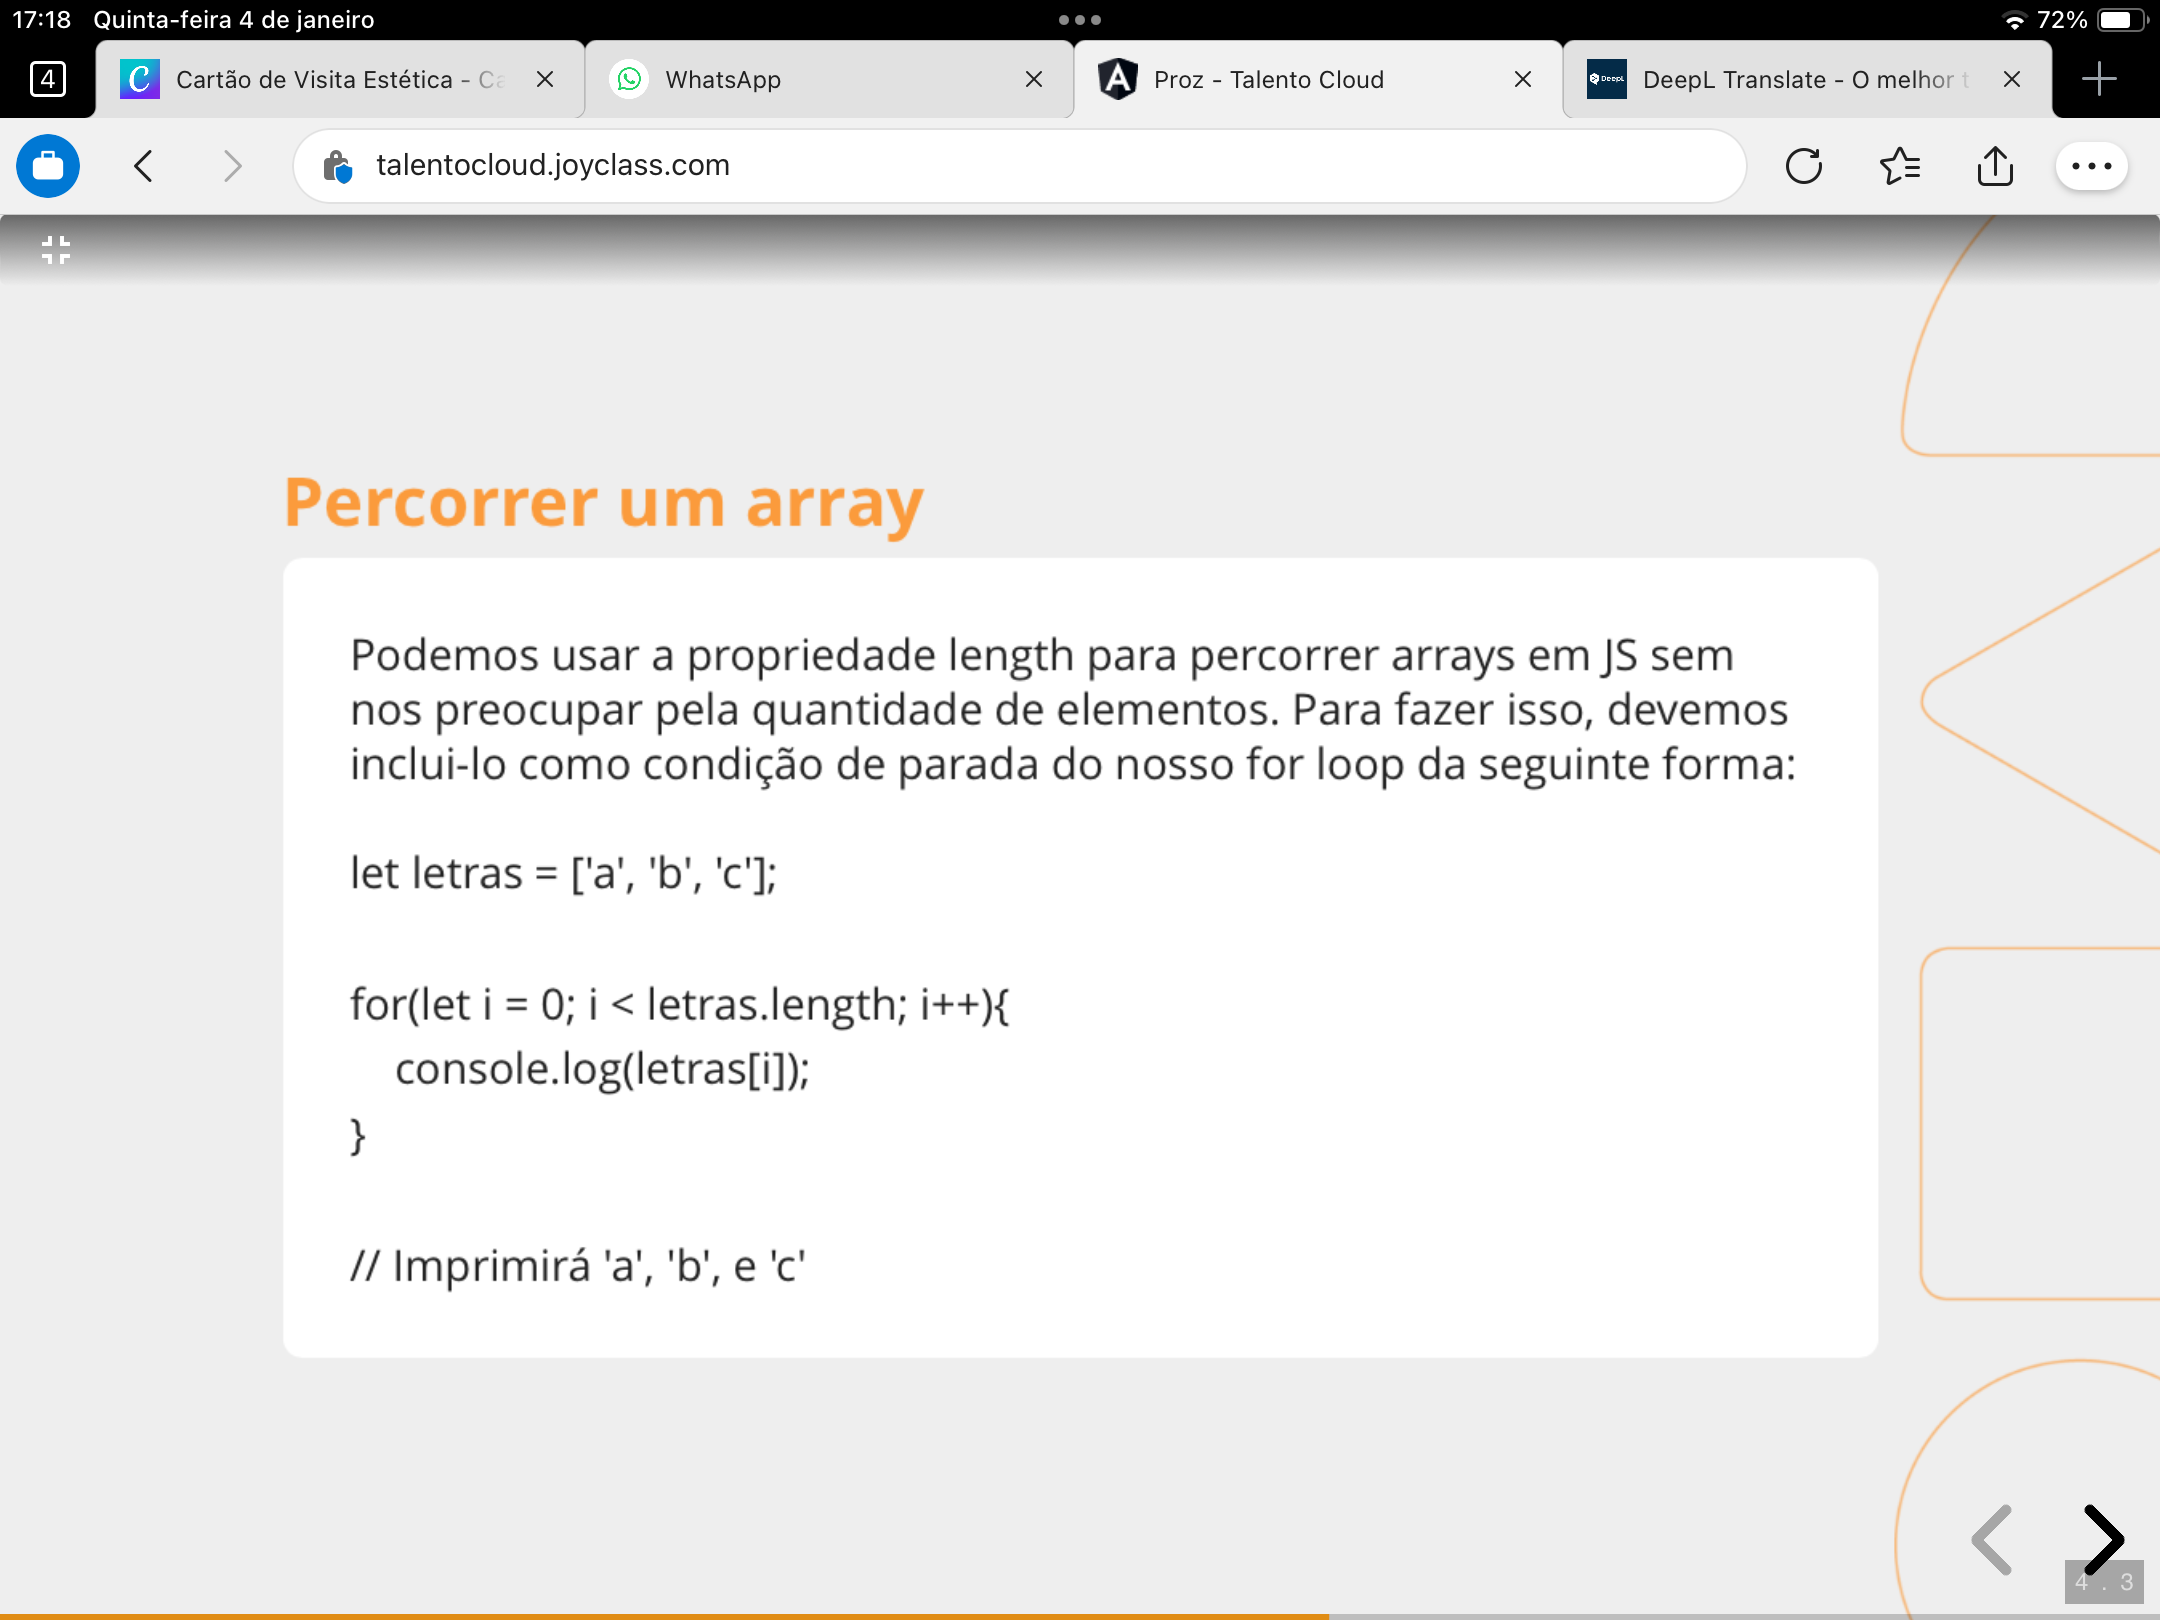 17:18 Quinta-feira 4 de janeiro
72%
4
Cartão de Visita Estética - Ca
WhatsApp
Proz - Talento Cloud
DeepL
DeepL Translate - O melhor t
talentocloud.joyclass.com
Percorrer um array
Podemos usar a propriedade length para percorrer arrays em JS sem
nos preocupar pela quantidade de elementos. Para fazer isso, devemos
inclui-lo como condição de parada do nosso for loop da seguinte forma:
let letras = ['a', 'b', 'c'];
for(let i = 0; i < letras.length; i++){
console.log(letras[i]);
}
// Imprimirá 'a', 'b', e 'c'
4 . 3